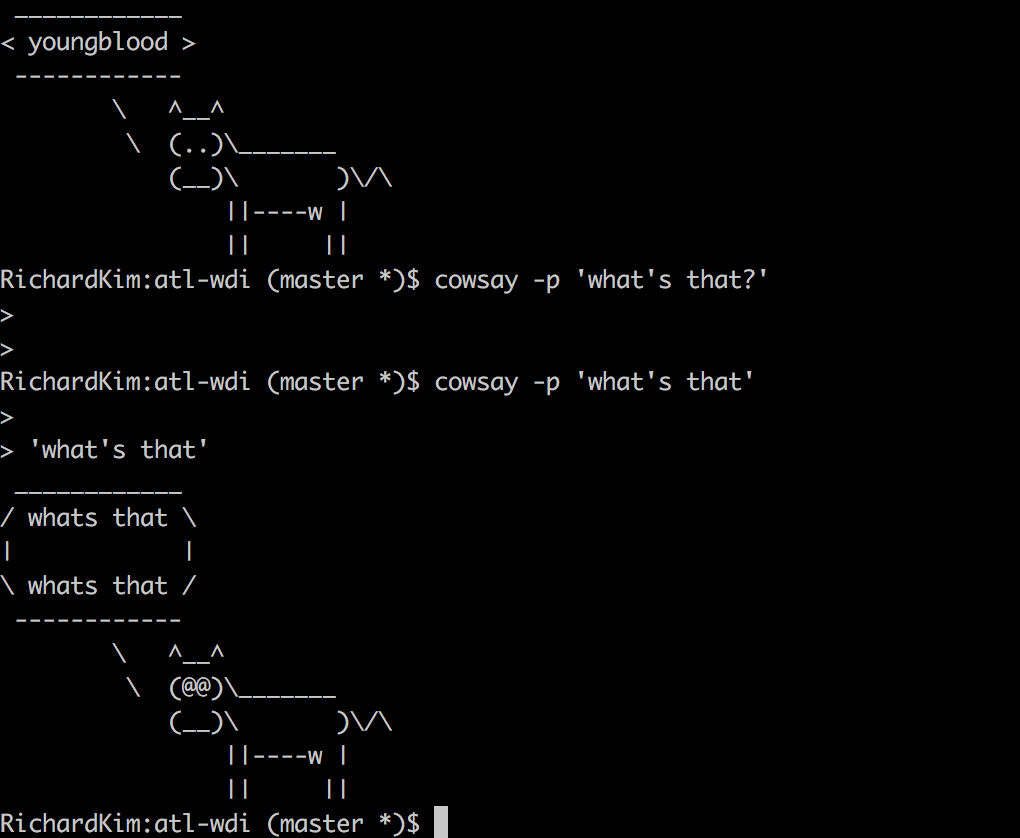 ____________
< youngblood >
 ------------
        \   ^__^
         \  (..)\_______
            (__)\       )\/\
                ||----w |
                ||     ||
RichardKim:atl-wdi (master *)$ cowsay -p 'what's that?'
>
>
RichardKim:atl-wdi (master *)$ cowsay -p 'what's that'
>
> 'what's that'
 ____________
/ whats that \
|            |
\ whats that /
 ------------
        \   ^__^
         \  (@@)\_______
            (__)\       )\/\
                ||----w |
                ||     ||
RichardKim:atl-wdi (master *)$